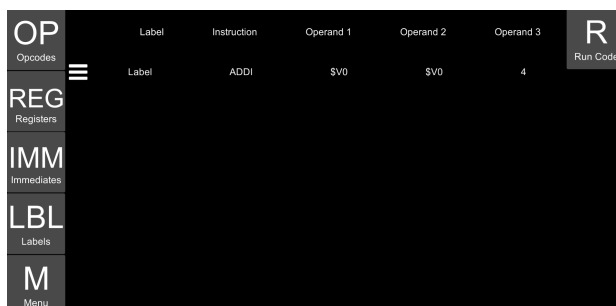 OP
Opcodes
REG
Registers
IMM
Immediates
LBL
Labels
M
Menu
Label Instruction Operand 1 Operand 2 Operand 3
Label ADDI $V0 $V0 4
R
Run Code